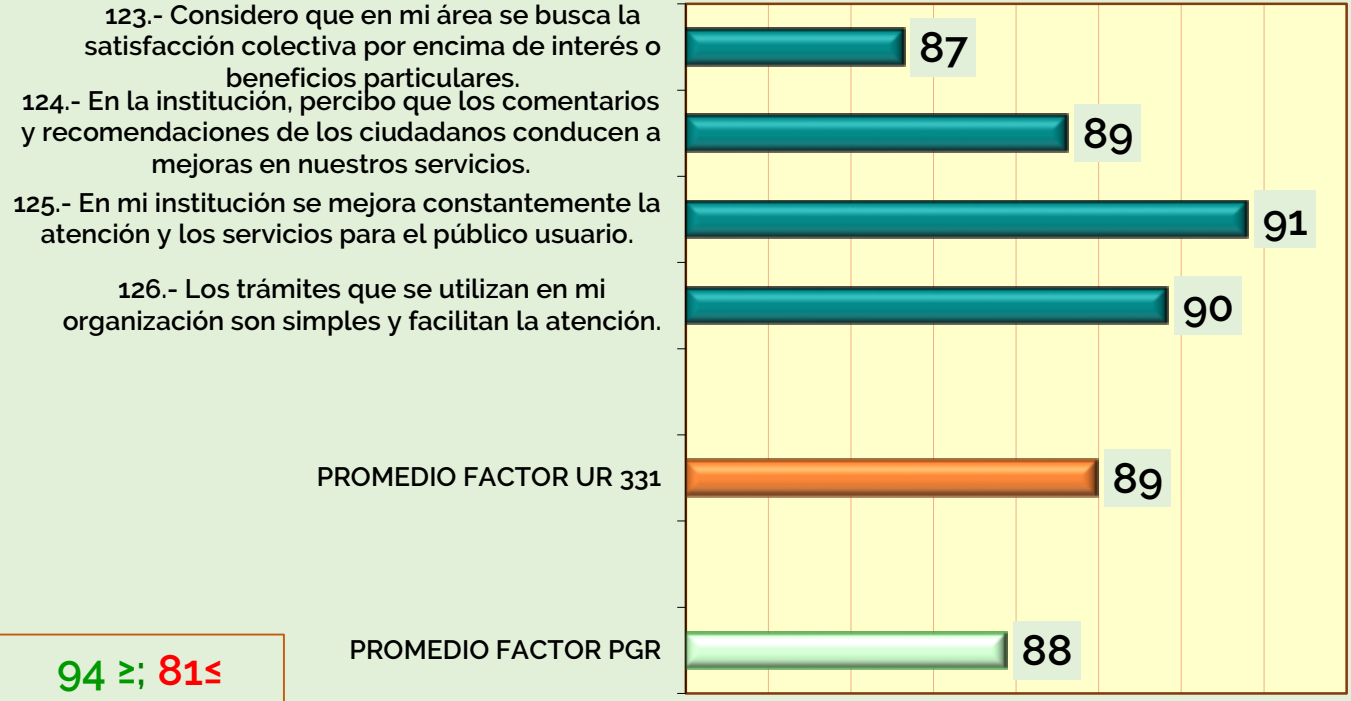 123.- Considero que en mi área se busca la
satisfacción colectiva por encima de interés o
beneficios particulares.
87
124.- En la institución, percibo que los comentarios
y recomendaciones de los ciudadanos conducen a
mejoras en nuestros servicios.
89
125.- En mi institución se mejora constantemente la
atención y los servicios para el público usuario.
91
126.- Los trámites que se utilizan en mi
organización son simples y facilitan la atención.
90
PROMEDIO FACTOR UR 331
89
PROMEDIO FACTOR PGR
88
94 ≥; 81≤